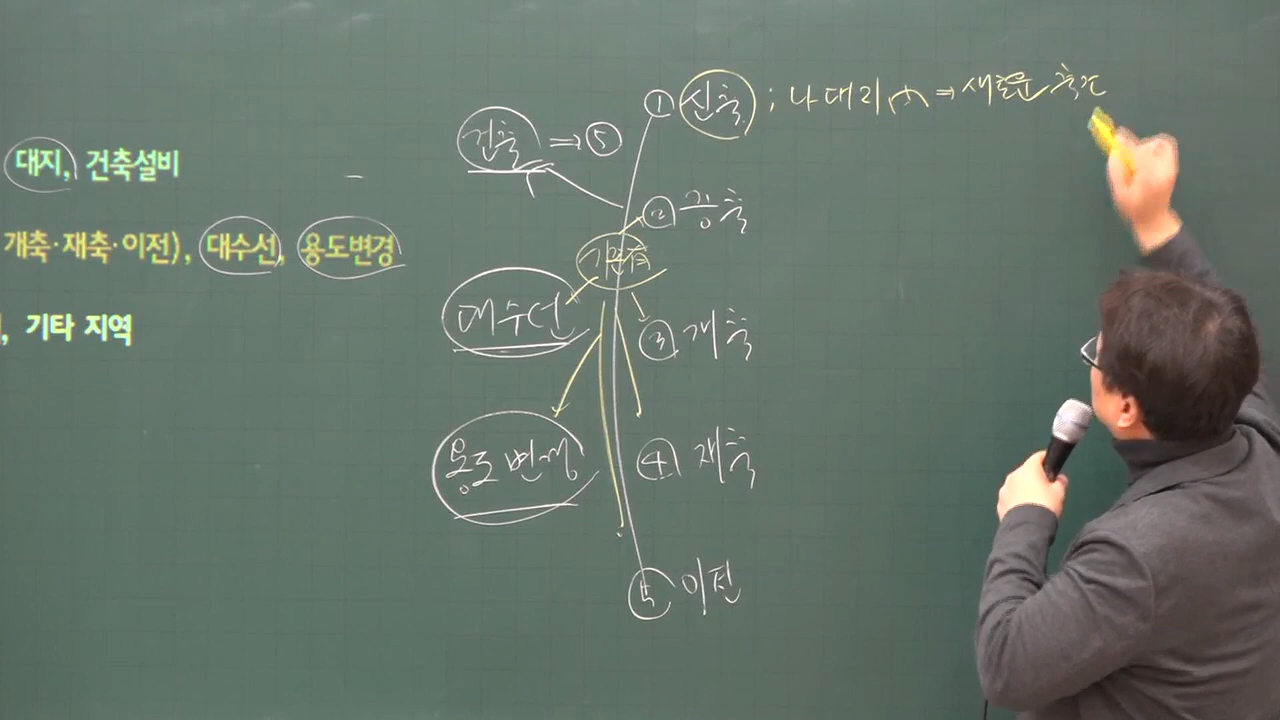 대지, 건축설비
개축·재축·이전), 대수선, 용도변경
, 기타 지역
건축 ⇒ ⑤
① 신축 ; 나대지 ⇒ 새로운 축조
② 증축
기존
대수선
③ 개축
용도변경
④ 재축
⑤ 이전